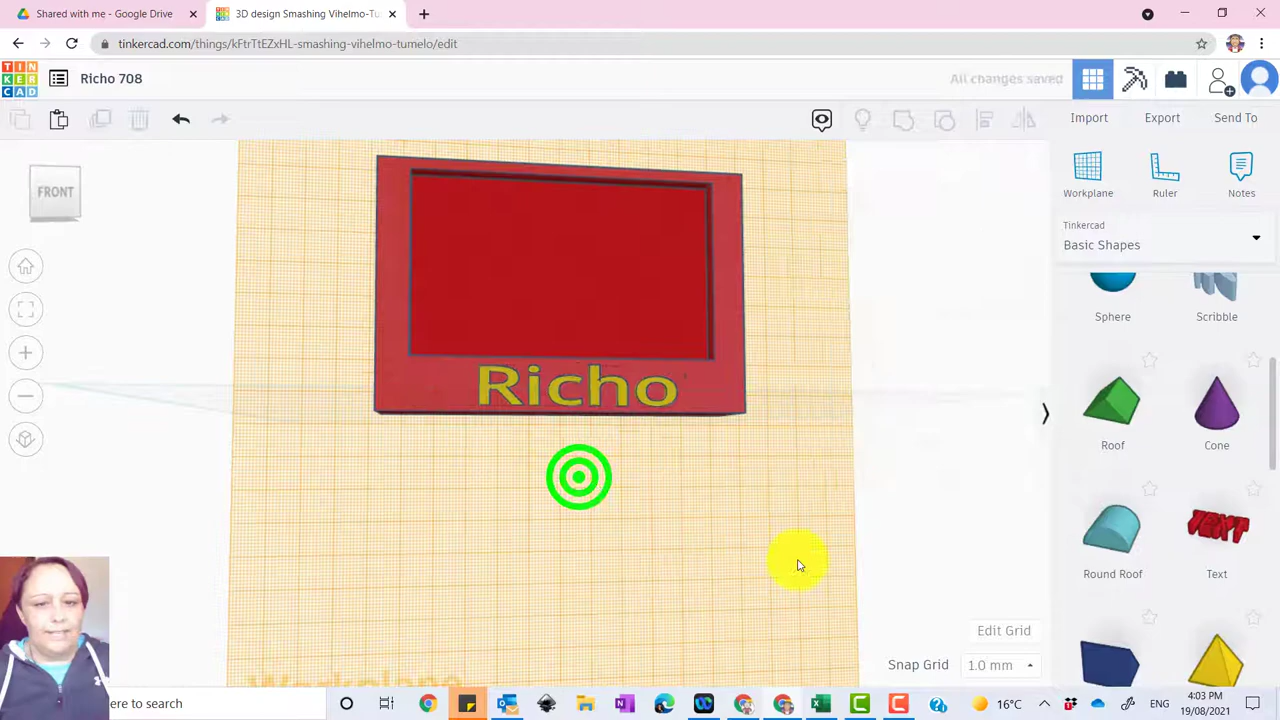 Shared with me - Google Drive
3D design Smashing Vihelmo-Tu
tinkercad.com/things/kFtrTtEZxHL-smashing-vihelmo-tumelo/edit
TIN
KER
CAD
Richo 708
All changes saved
Import
Export
Send To
FRONT
Workplane
Ruler
Notes
Tinkercad
Basic Shapes
Sphere
Scribble
Richo
Roof
Cone
TEXT
Round Roof
Text
Edit Grid
Workplane
Snap Grid
1.0 mm
ere to search
16°C
ENG
4:03 PM
19/08/2021